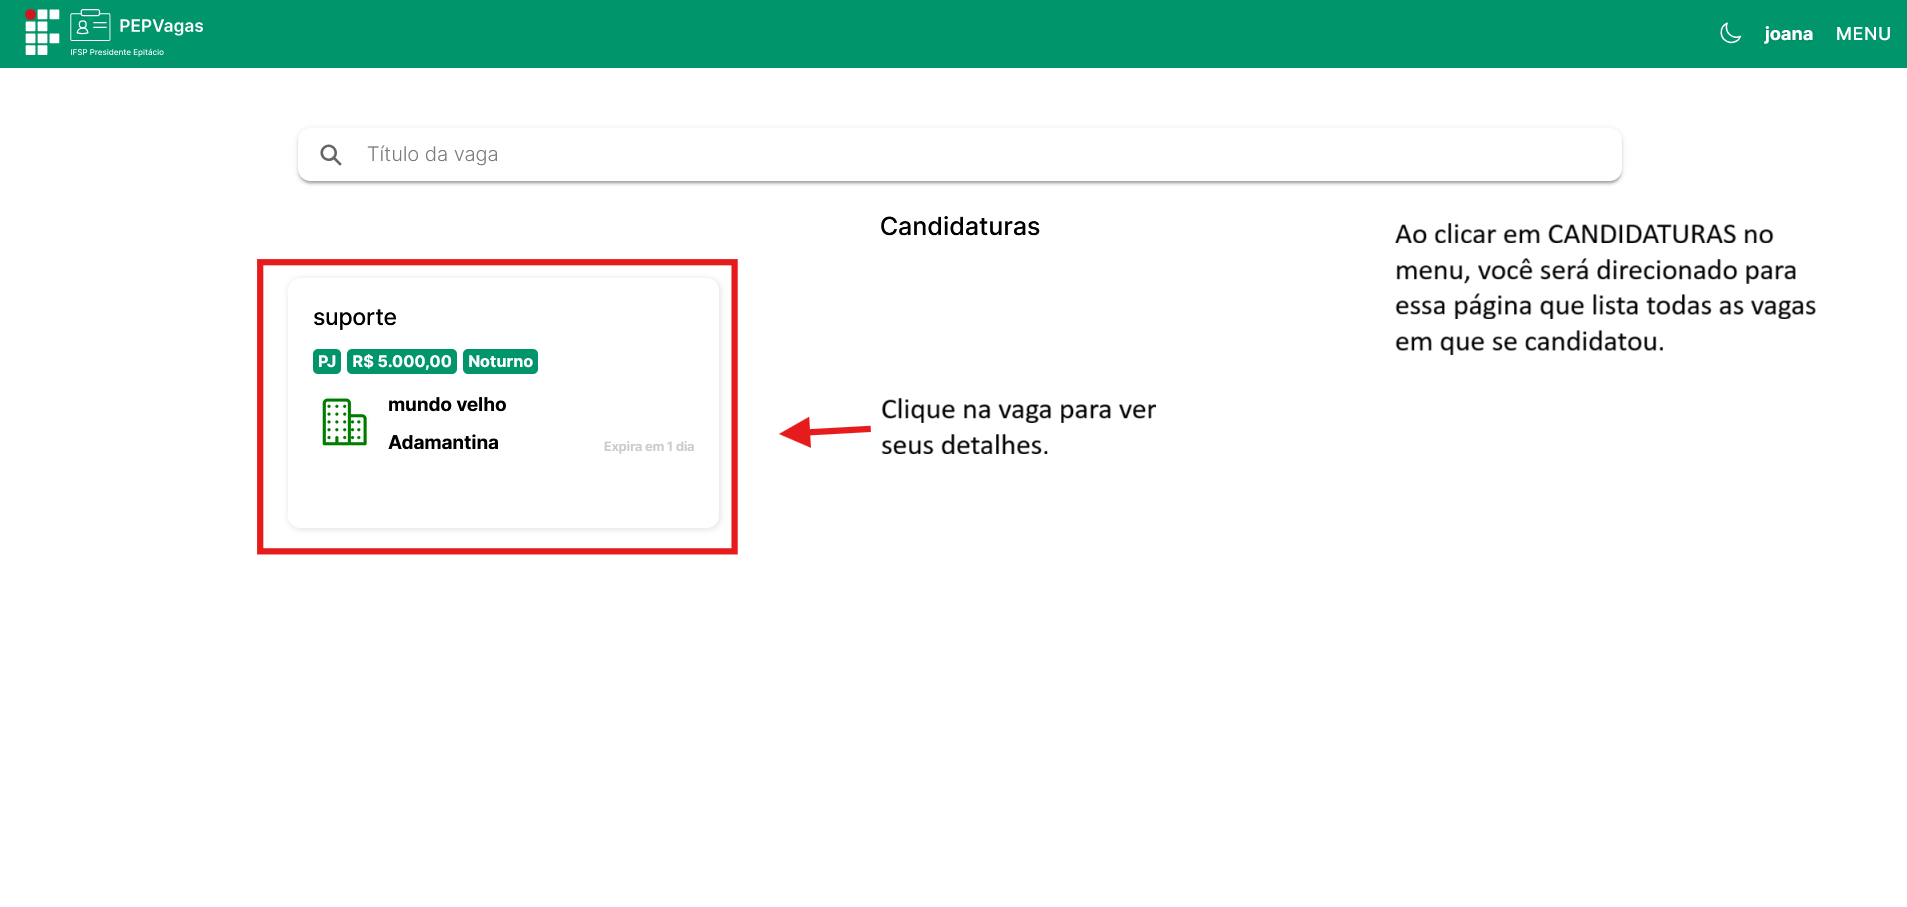 PEPVagas
IFSP Presidente Epitácio
joana
MENU
Título da vaga
Candidaturas
Ao clicar em CANDIDATURAS no
menu, você será direcionado para
essa página que lista todas as vagas
em que se candidatou.
suporte
PJ R$ 5.000,00 Noturno
mundo velho
Adamantina
Expira em 1 dia
Clique na vaga para ver
seus detalhes.